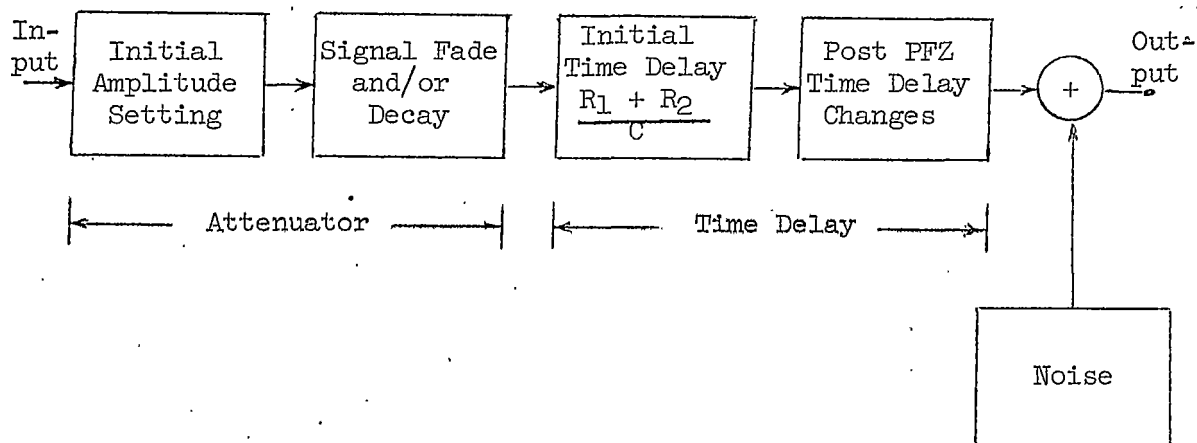 In-
put
Initial
Amplitude
Setting
Signal Fade
and/or
Decay
Initial
Time Delay
R1 + R2
C
Post PFZ
Time Delay
Changes
+
Out-
put
Attenuator
Time Delay
Noise